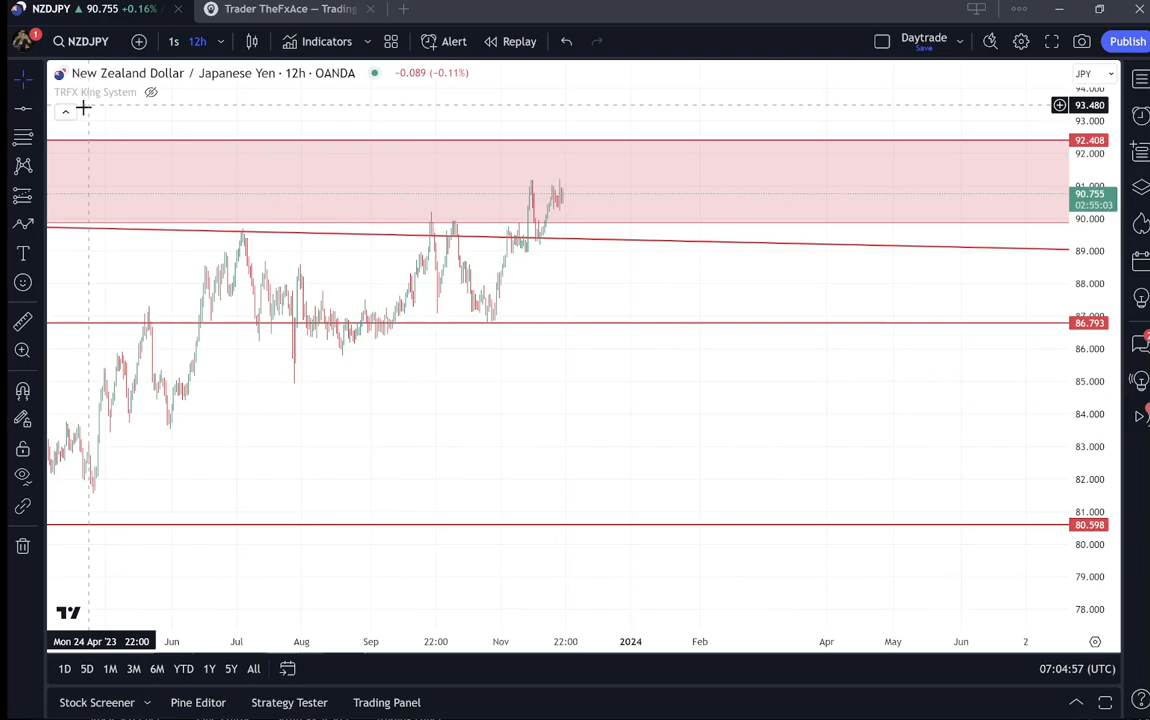 NZDJPY ▲ 90.755 +0.16%
Trader TheFxAce — Trading
1
NZDJPY
1s
12h
Indicators
Alert
Replay
Daytrade
Save
Publish
New Zealand Dollar / Japanese Yen · 12h · OANDA
−0.089 (−0.11%)
TRFX King System
JPY
94.000
93.480
93.000
92.408
92.000
91.000
90.755
02:55:03
90.000
89.000
88.000
87.000
86.793
86.000
85.000
84.000
83.000
82.000
81.000
80.598
80.000
79.000
78.000
Mon 24 Apr '23 22:00
Jun
Jul
Aug
Sep
22:00
Nov
22:00
2024
Feb
Apr
May
Jun
2
1D
5D
1M
3M
6M
YTD
1Y
5Y
All
07:04:57 (UTC)
Stock Screener
Pine Editor
Strategy Tester
Trading Panel